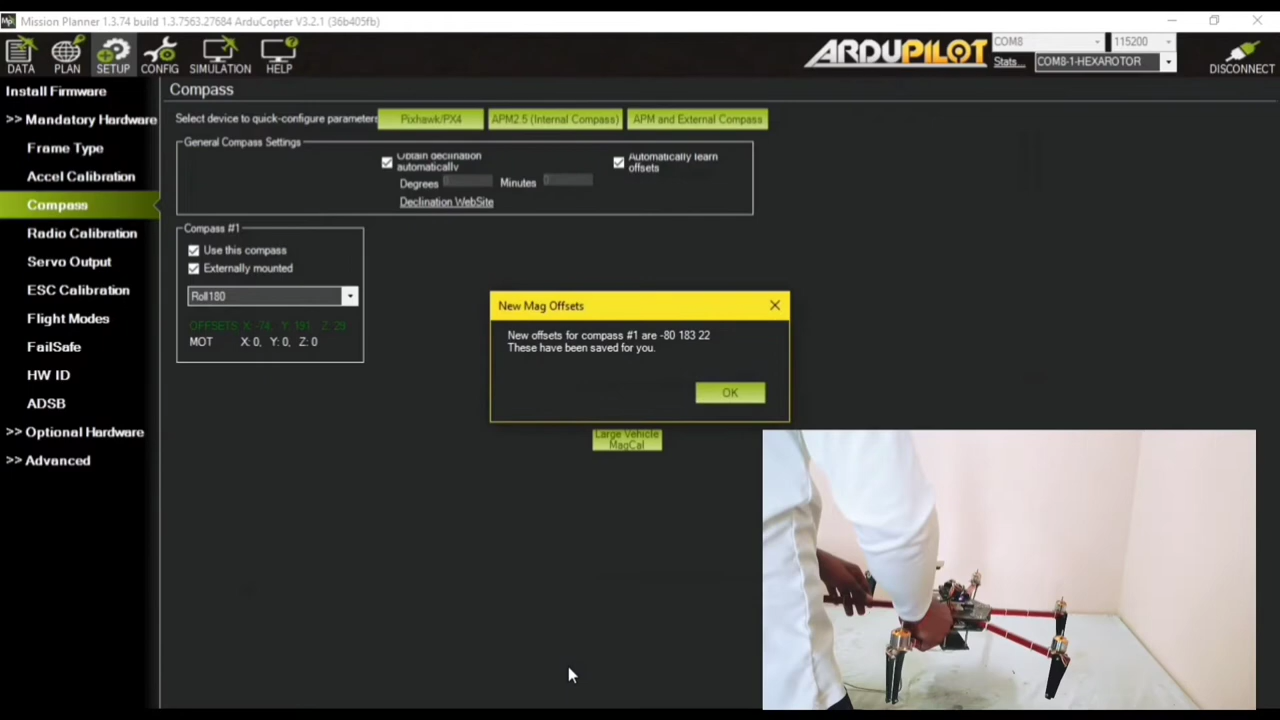 Mission Planner 1.3.74 build 1.3.7563.27684 ArduCopter V3.2.1 (36b405fb)
DATA PLAN SETUP CONFIG SIMULATION HELP
ARDUPILOT
COM8 115200
Stats... COM8-1-HEXAROTOR
DISCONNECT
Install Firmware
>> Mandatory Hardware
Frame Type
Accel Calibration
Compass
Radio Calibration
Servo Output
ESC Calibration
Flight Modes
FailSafe
HW ID
ADSB
>> Optional Hardware
>> Advanced
Compass
Select device to quick-configure parameters Pixhawk/PX4 APM2.5 (Internal Compass) APM and External Compass
General Compass Settings
Obtain declination
automatically
Degrees 0 Minutes 0
Declination WebSite
Automatically learn
offsets
Compass #1
Use this compass
Externally mounted
Roll180
OFFSETS X: -74, Y: 191, Z: 29
MOT X: 0, Y: 0, Z: 0
New Mag Offsets
New offsets for compass #1 are -80 183 22
These have been saved for you.
OK
Large Vehicle
MagCal